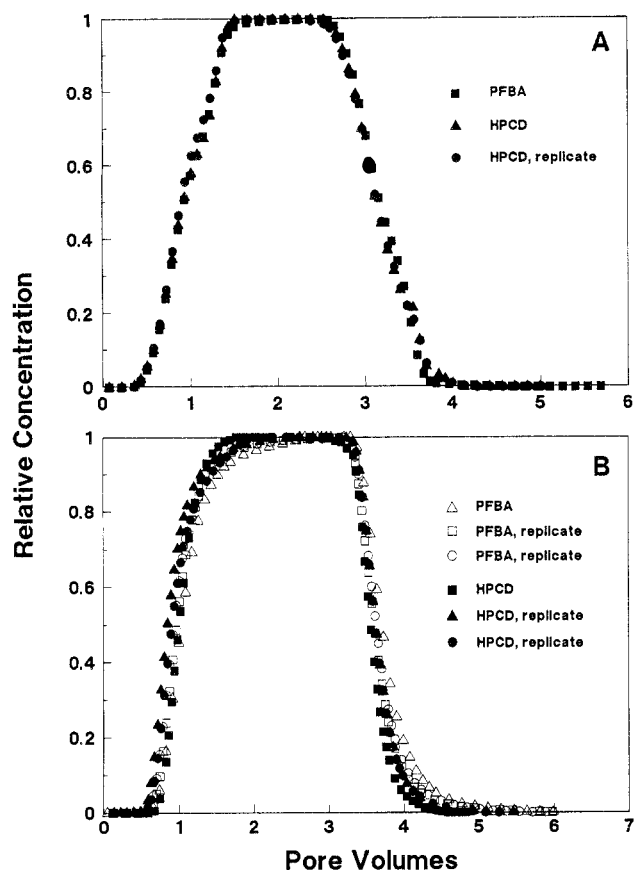 A
PFBA
HPCD
HPCD, replicate
1
0.8
0.6
0.4
0.2
0
0 1 2 3 4 5 6
Relative Concentration
B
PFBA
PFBA, replicate
PFBA, replicate
HPCD
HPCD, replicate
HPCD, replicate
1
0.8
0.6
0.4
0.2
0
0 1 2 3 4 5 6 7
Pore Volumes